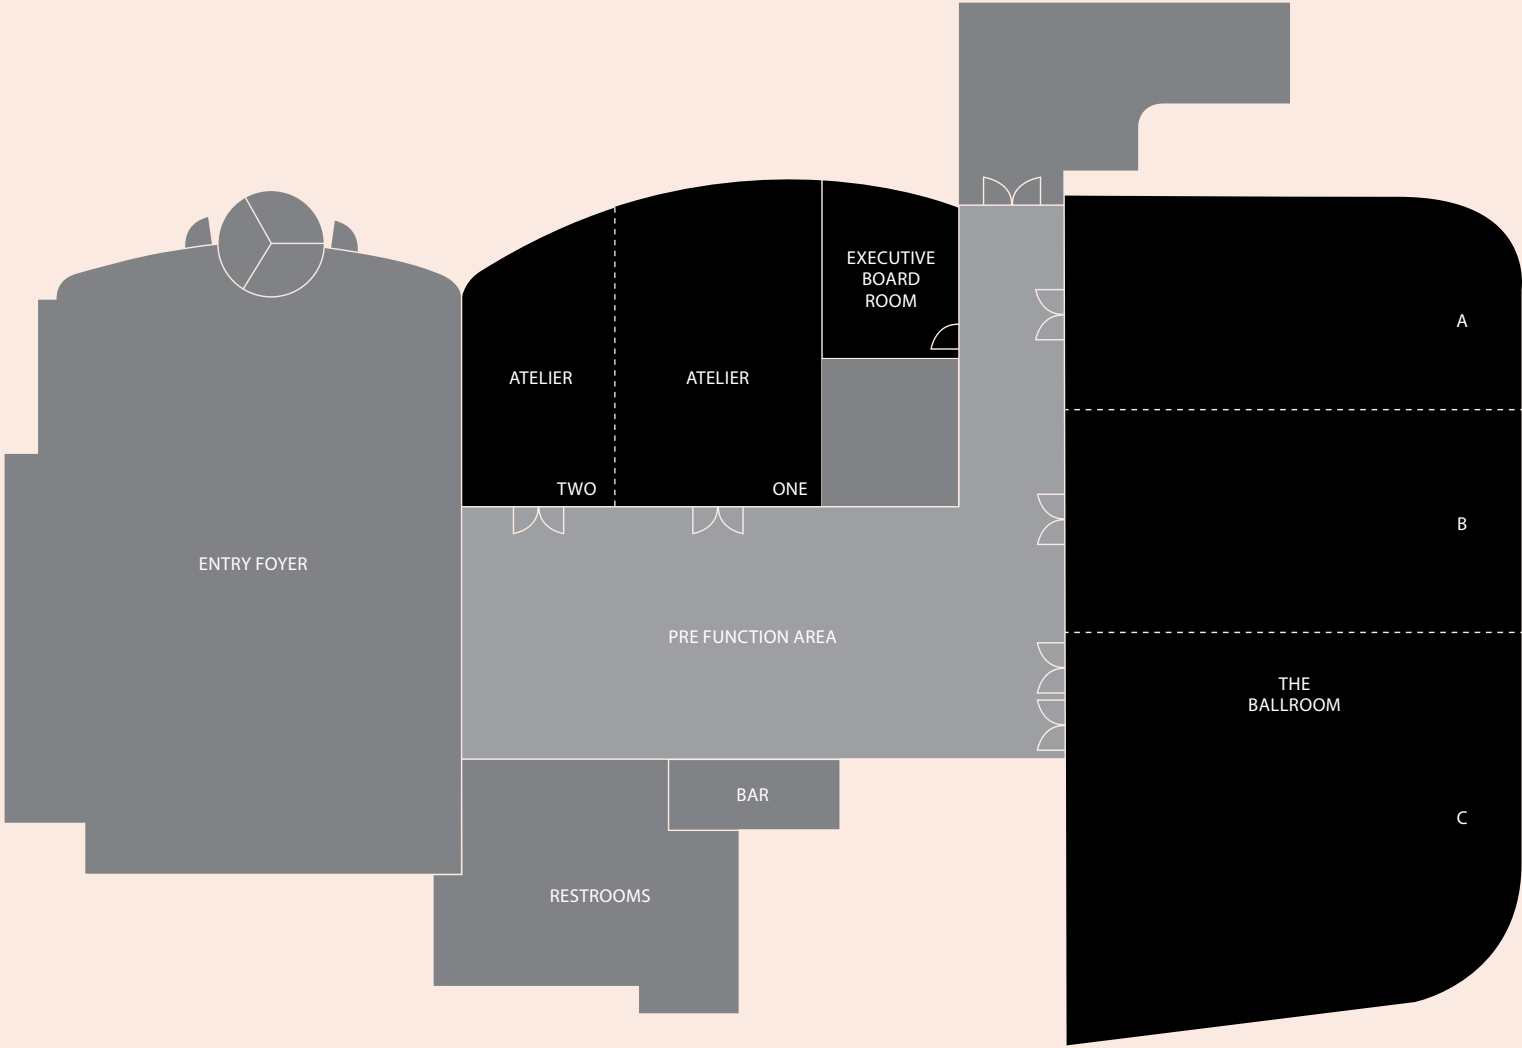 EXECUTIVE
BOARD
ROOM
A
ATELIER
ATELIER
TWO
ONE
B
ENTRY FOYER
PRE FUNCTION AREA
THE
BALLROOM
BAR
C
RESTROOMS